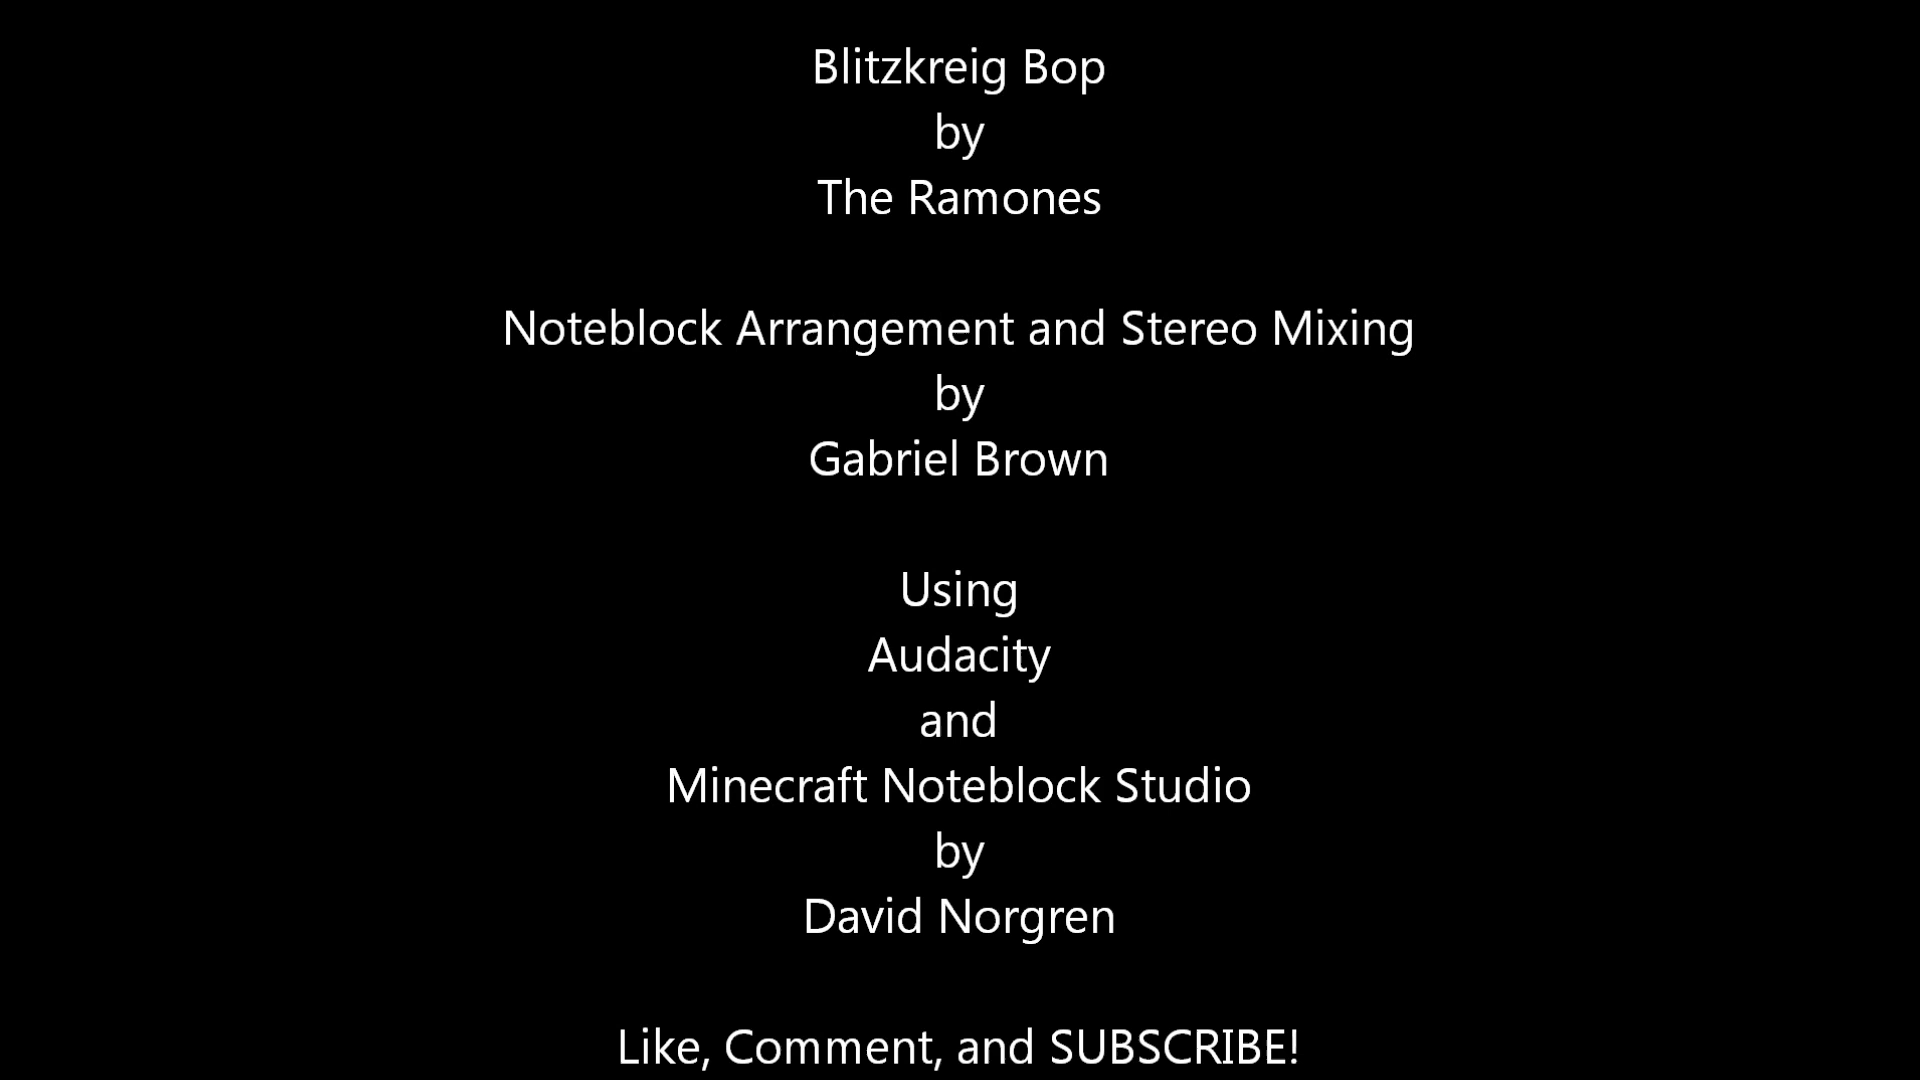 Blitzkreig Bop
by
The Ramones
Noteblock Arrangement and Stereo Mixing
by
Gabriel Brown
Using
Audacity
and
Minecraft Noteblock Studio
by
David Norgren
Like, Comment, and SUBSCRIBE!